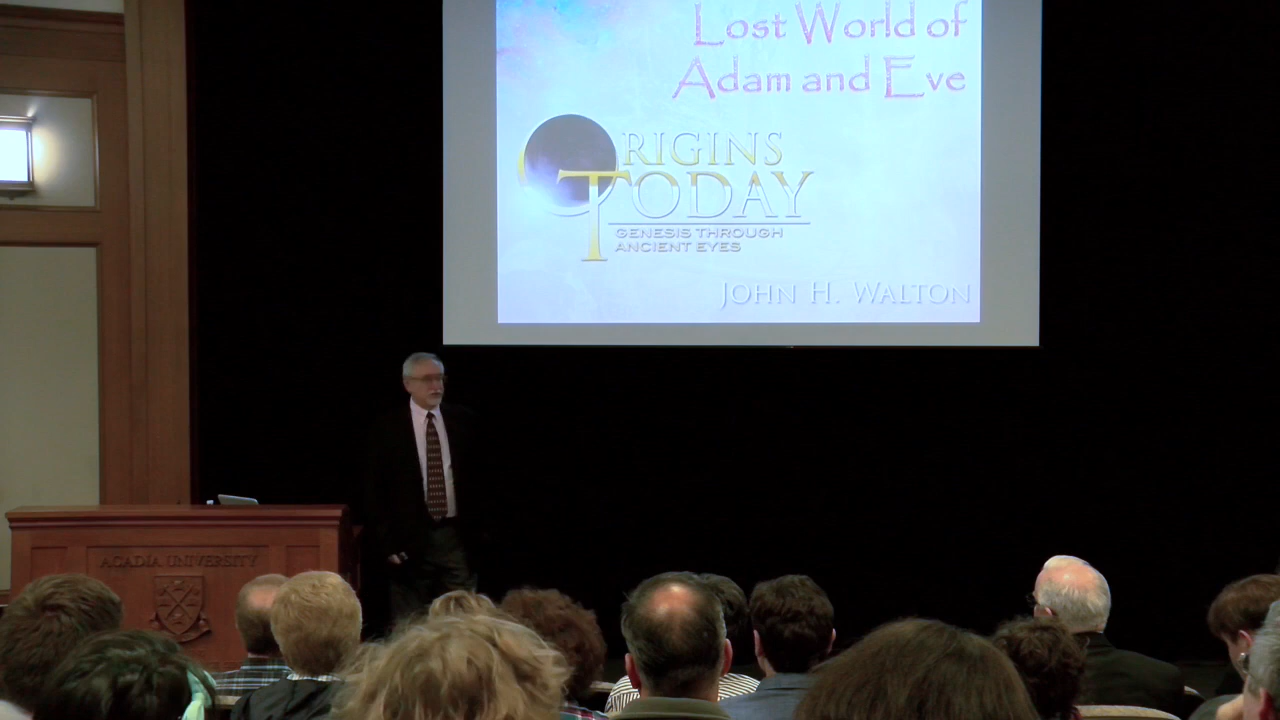 Lost World of
Adam and Eve
ORIGINS
TODAY
GENESIS THROUGH
ANCIENT EYES
JOHN H. WALTON
ACADIA UNIVERSITY